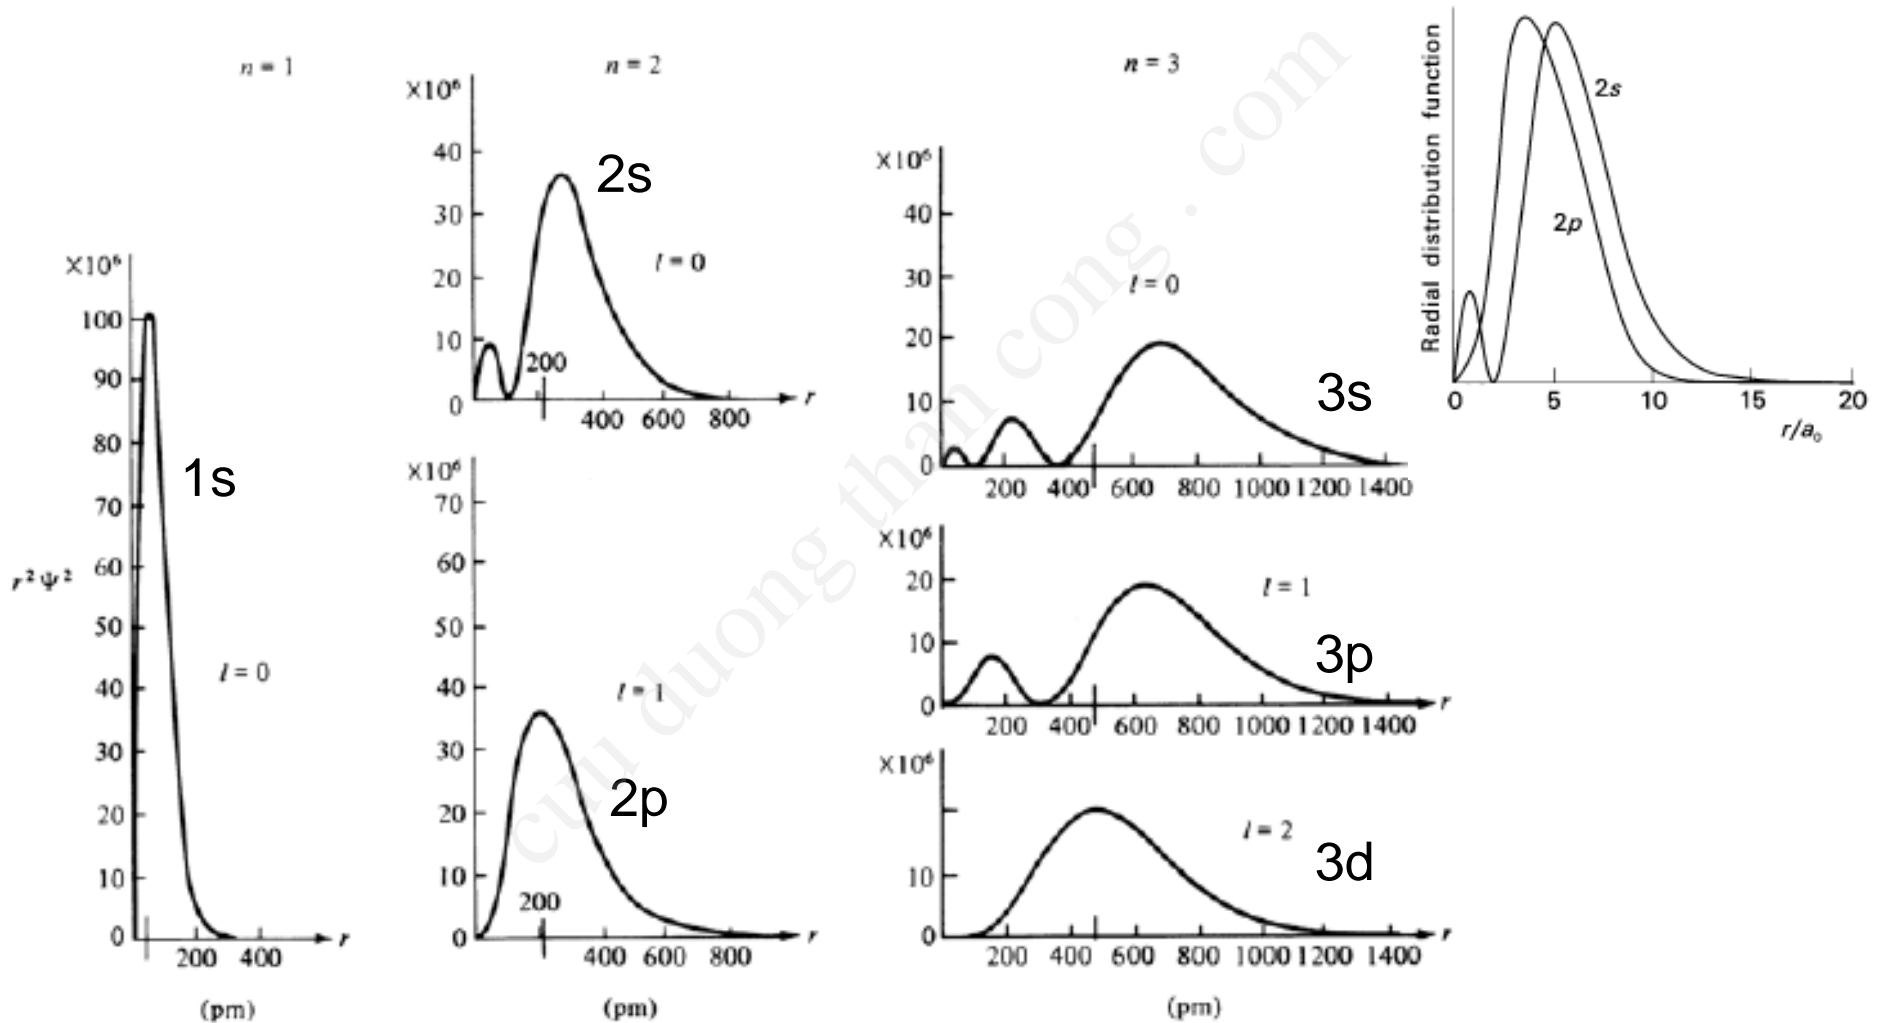 n = 1
×10⁶
100
90
80
70
60
50
40
30
20
10
0
r²Ψ²
1s
l = 0
200 400
r
(pm)
n = 2
×10⁶
40
30
20
10
0
2s
l = 0
200
400 600 800
r
×10⁶
70
60
50
40
30
20
10
0
l = 1
2p
200
400 600 800
r
(pm)
n = 3
×10⁶
40
30
20
10
0
l = 0
3s
200 400 600 800 1000 1200 1400
×10⁶
20
10
0
l = 1
3p
200 400 600 800 1000 1200 1400
r
×10⁶
10
0
l = 2
3d
200 400 600 800 1000 1200 1400
r
(pm)
Radial distribution function
2s
2p
0 5 10 15 20
r/a₀
cuu duong than cong . com